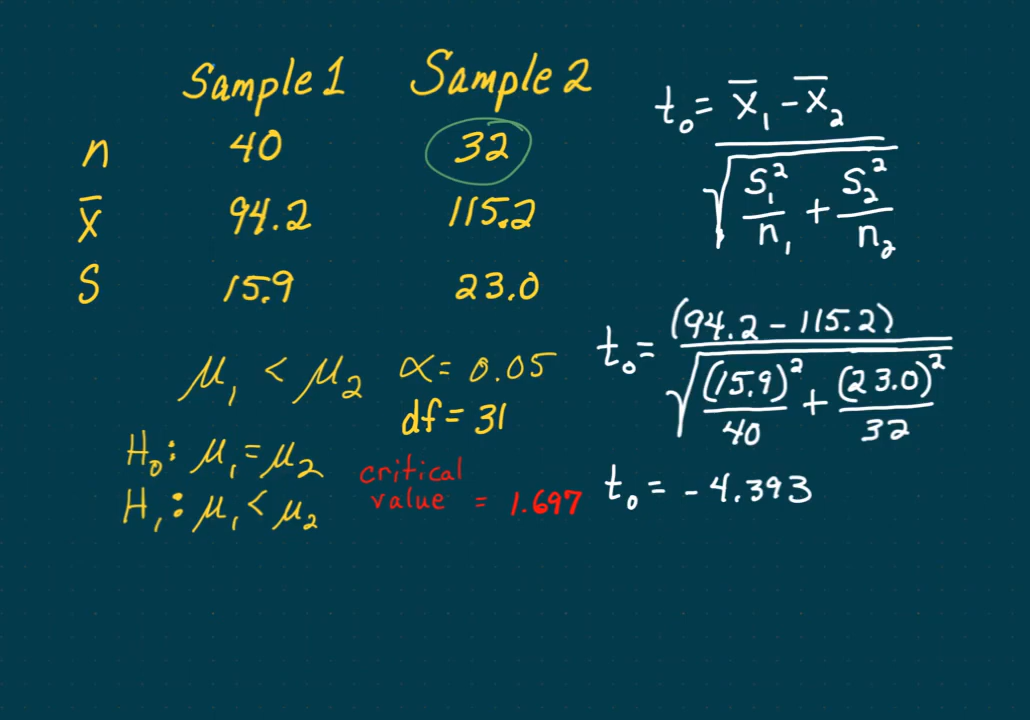 Sample 1 Sample 2
n 40 32
x̄ 94.2 115.2
S 15.9 23.0
μ₁ < μ₂ α = 0.05
df = 31
H₀: μ₁ = μ₂
H₁: μ₁ < μ₂
critical
value = 1.697
t₀ = x̄₁ - x̄₂
√ S₁²/n₁ + S₂²/n₂
t₀ = (94.2 - 115.2)
√ (15.9)²/40 + (23.0)²/32
t₀ = -4.393